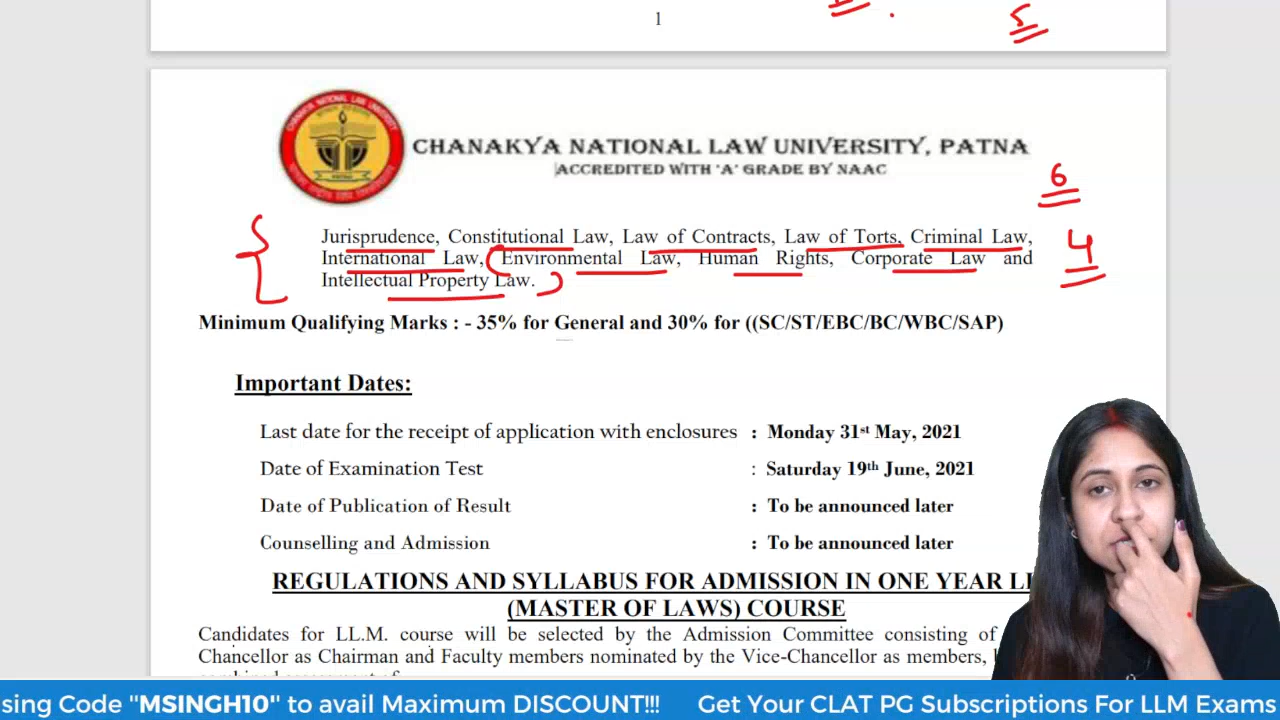 5
1
CHANAKYA NATIONAL LAW UNIVERSITY, PATNA
ACCREDITED WITH 'A' GRADE BY NAAC
6
Jurisprudence, Constitutional Law, Law of Contracts, Law of Torts, Criminal Law,
4
International Law, Environmental Law, Human Rights, Corporate Law and
Intellectual Property Law.
Minimum Qualifying Marks : - 35% for General and 30% for ((SC/ST/EBC/BC/WBC/SAP)
Important Dates:
Last date for the receipt of application with enclosures : Monday 31st May, 2021
Date of Examination Test : Saturday 19th June, 2021
Date of Publication of Result : To be announced later
Counselling and Admission : To be announced later
REGULATIONS AND SYLLABUS FOR ADMISSION IN ONE YEAR
(MASTER OF LAWS) COURSE
Candidates for LL.M. course will be selected by the Admission Committee consisting of
Chancellor as Chairman and Faculty members nominated by the Vice-Chancellor as members,
sing Code "MSINGH10" to avail Maximum DISCOUNT!!! Get Your CLAT PG Subscriptions For LLM Exams